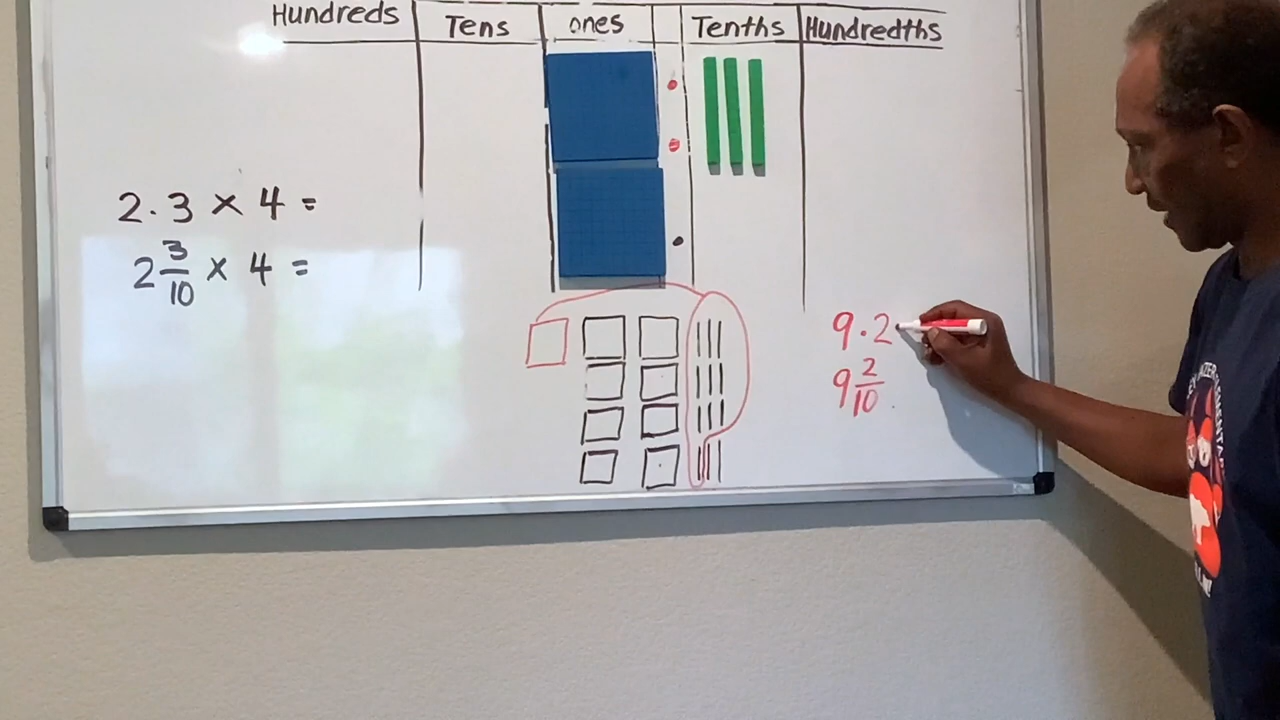 Hundreds Tens ones Tenths Hundredths
2.3 × 4 =
2 3/10 × 4 =
9.2
9 2/10